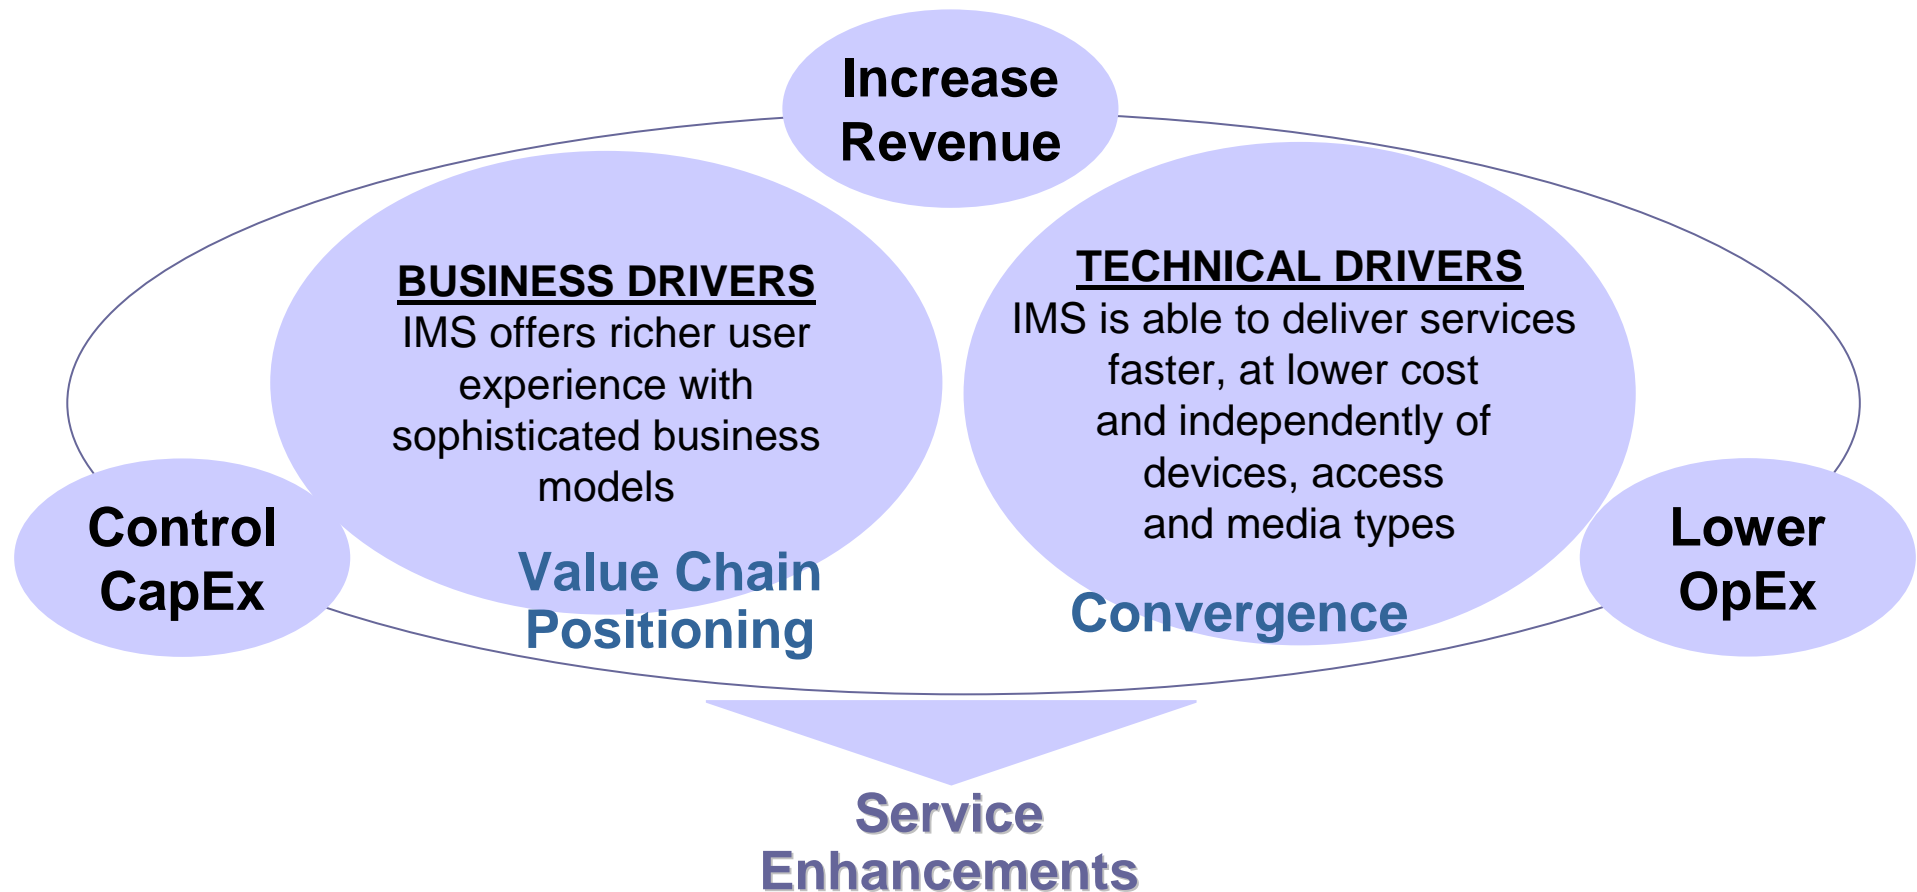 Increase
Revenue
BUSINESS DRIVERS
IMS offers richer user
experience with
sophisticated business
models
Value Chain
Positioning
TECHNICAL DRIVERS
IMS is able to deliver services
faster, at lower cost
and independently of
devices, access
and media types
Convergence
Control
CapEx
Lower
OpEx
Service
Enhancements